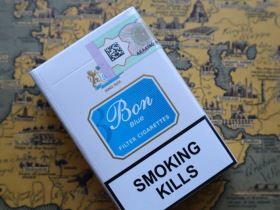 Bon
Blue
FILTER CIGARETTES
SMOKING
KILLS